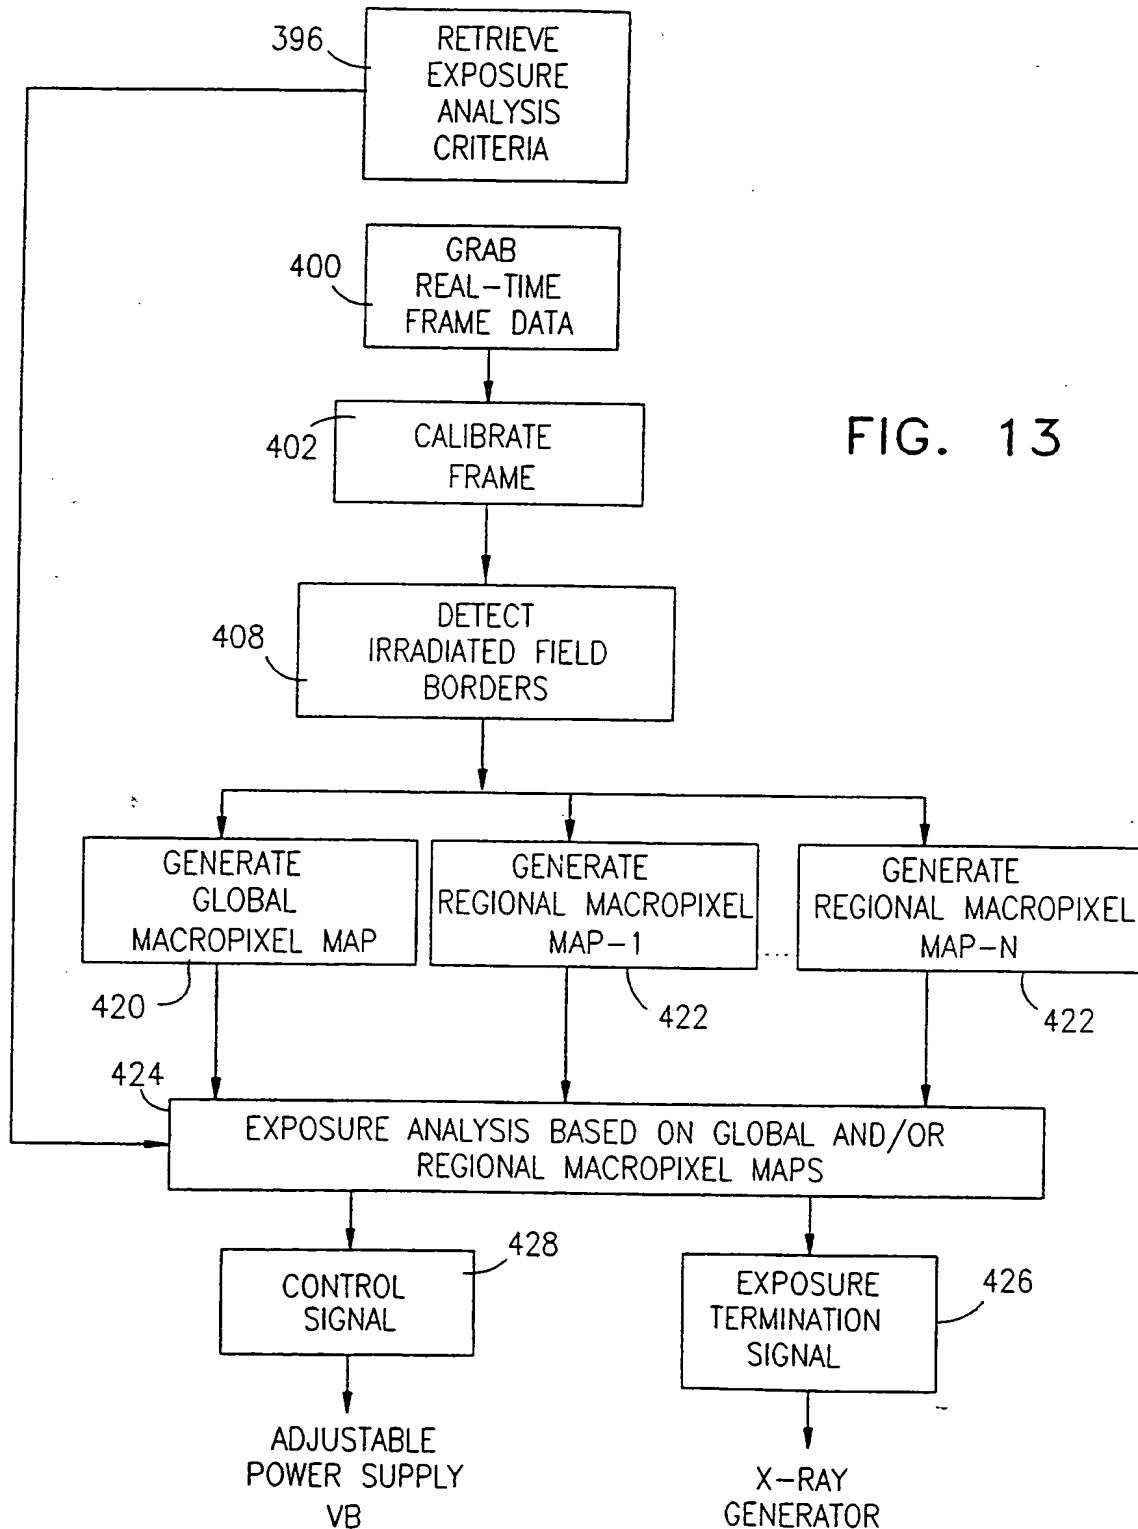 396
RETRIEVE
EXPOSURE
ANALYSIS
CRITERIA
400
GRAB
REAL-TIME
FRAME DATA
402
CALIBRATE
FRAME
FIG. 13
408
DETECT
IRRADIATED FIELD
BORDERS
GENERATE
GLOBAL
MACROPIXEL MAP
420
GENERATE
REGIONAL MACROPIXEL
MAP-1
422
....
GENERATE
REGIONAL MACROPIXEL
MAP-N
422
424
EXPOSURE ANALYSIS BASED ON GLOBAL AND/OR
REGIONAL MACROPIXEL MAPS
428
CONTROL
SIGNAL
426
EXPOSURE
TERMINATION
SIGNAL
ADJUSTABLE
POWER SUPPLY
VB
X-RAY
GENERATOR